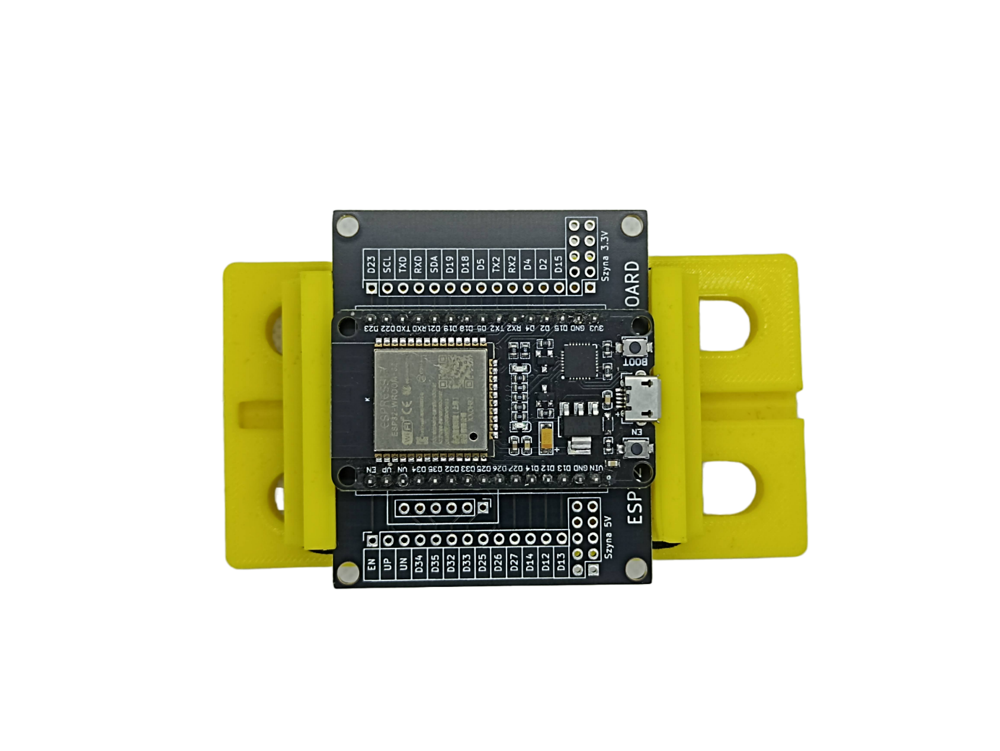 D23 SCL TXD RXD SDA D19 D18 D5 TX2 RX2 D4 D2 D15
Szyna 3.3V
OARD
D23 D22 TXD RXD D21 D19 D18 D5 TX2 RX2 D4 D2 D15 GND 3V3
BOOT
ESP32-WROOM-32
WiFi CE
EN
EN UP UN D34 D35 D32 D33 D25 D26 D27 D14 D12 D13 GND VIN
ESP
Szyna 5V
EN UP UN D34 D35 D32 D33 D25 D26 D27 D14 D12 D13